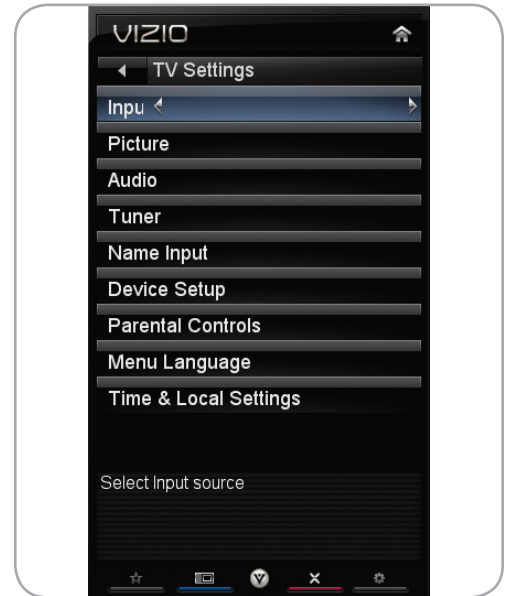 VIZIO
TV Settings
Inpu
Picture
Audio
Tuner
Name Input
Device Setup
Parental Controls
Menu Language
Time & Local Settings
Select Input source
V